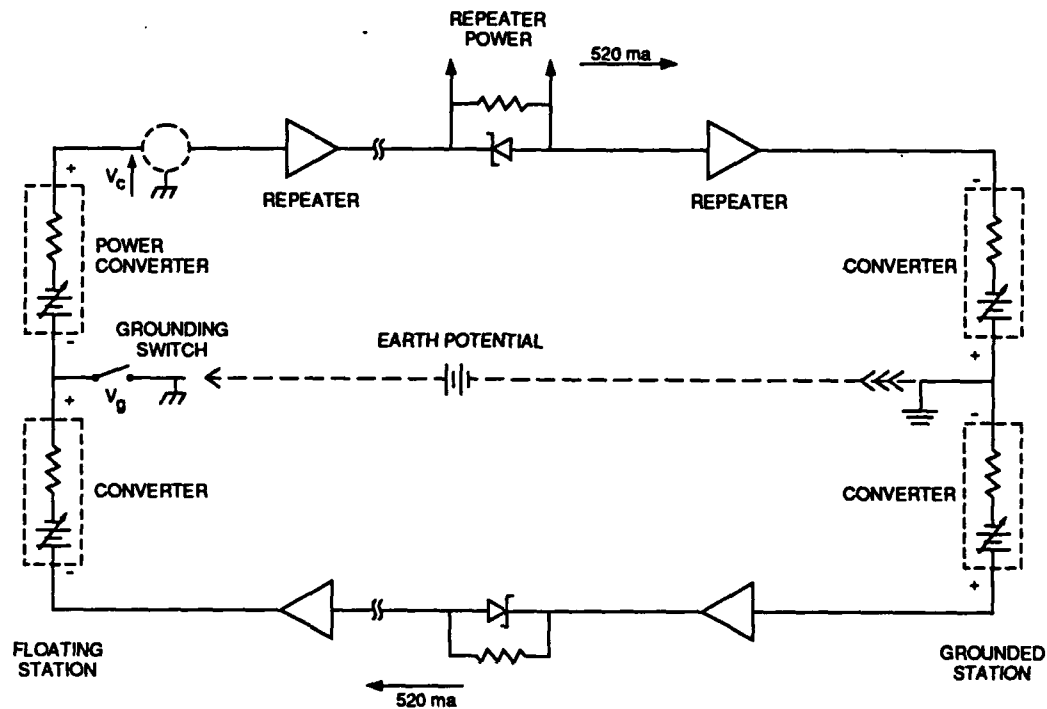 REPEATER
POWER
520 ma
+
Vc
REPEATER
REPEATER
-
POWER
CONVERTER
CONVERTER
-
GROUNDING
SWITCH
EARTH POTENTIAL
+
Vg
+
-
CONVERTER
CONVERTER
-
+
FLOATING
STATION
GROUNDED
STATION
520 ma